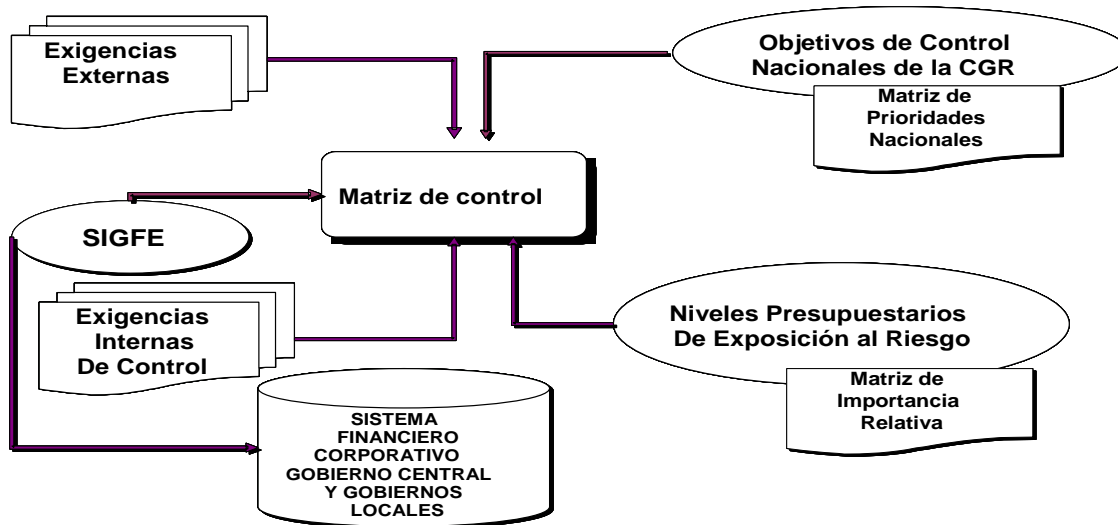 Exigencias
Externas
Objetivos de Control
Nacionales de la CGR
Matriz de
Prioridades
Nacionales
Matriz de control
SIGFE
Exigencias
Internas
De Control
Niveles Presupuestarios
De Exposición al Riesgo
Matriz de
Importancia
Relativa
SISTEMA
FINANCIERO
CORPORATIVO
GOBIERNO CENTRAL
Y GOBIERNOS
LOCALES